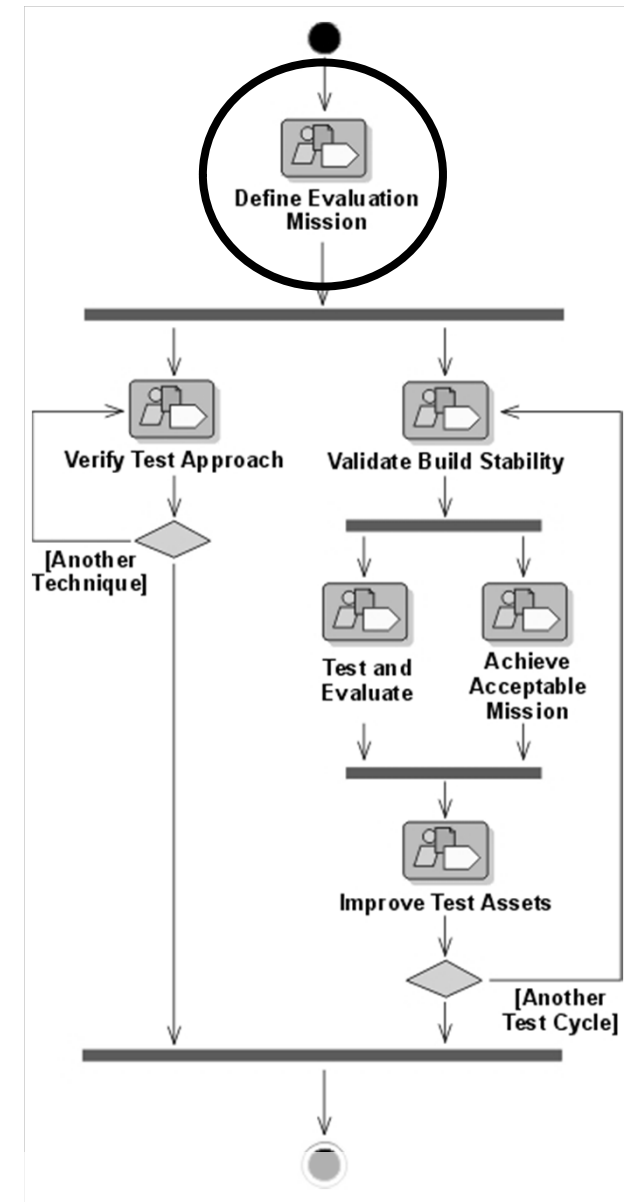 Define Evaluation
Mission
Verify Test Approach
Validate Build Stability
[Another
Technique]
Test and
Evaluate
Achieve
Acceptable
Mission
Improve Test Assets
[Another
Test Cycle]